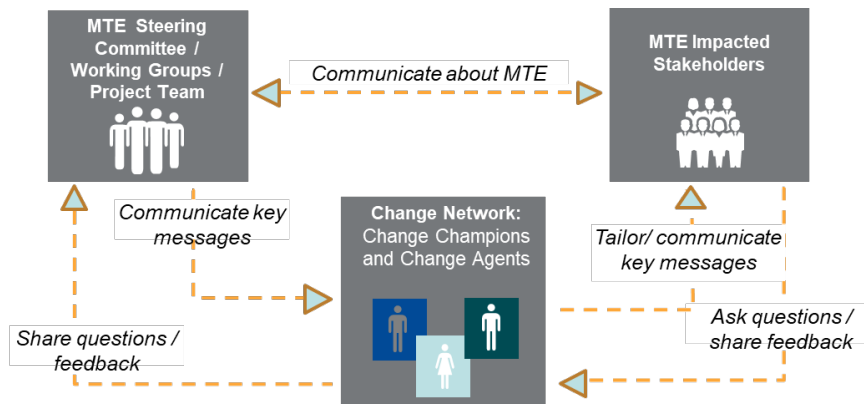 MTE Steering
Committee /
Working Groups /
Project Team
Communicate about MTE
MTE Impacted
Stakeholders
Communicate key
messages
Change Network:
Change Champions
and Change Agents
Tailor/ communicate
key messages
Share questions /
feedback
Ask questions /
share feedback